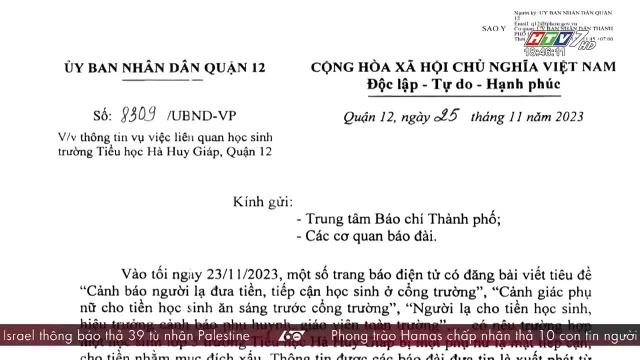 Người ký: ỦY BAN NHÂN DÂN QUẬN
12
SAO Y
HTV7 HD
18:46:11
ỦY BAN NHÂN DÂN QUẬN 12
CỘNG HÒA XÃ HỘI CHỦ NGHĨA VIỆT NAM
Độc lập - Tự do - Hạnh phúc
Số: 8309 /UBND-VP
Quận 12, ngày 25 tháng 11 năm 2023
V/v thông tin vụ việc liên quan học sinh
trường Tiểu học Hà Huy Giáp, Quận 12
Kính gửi:
- Trung tâm Báo chí Thành phố;
- Các cơ quan báo đài.
Vào tối ngày 23/11/2023, một số trang báo điện tử có đăng bài viết tiêu đề
“Cảnh báo người lạ đưa tiền, tiếp cận học sinh ở cổng trường”, “Cảnh giác phụ
nữ cho tiền học sinh ăn sáng trước cổng trường”, “Người lạ cho tiền học sinh,
hiệu trưởng cảnh báo phụ huynh, giáo viên toàn trường”
Israel thông báo thả 39 tù nhân Palestine
Phong trào Hamas chấp nhận thả 10 con tin người
cho tiền nhằm mục đích xấu. Thông tin được các báo đài đưa tin là xuất phát từ